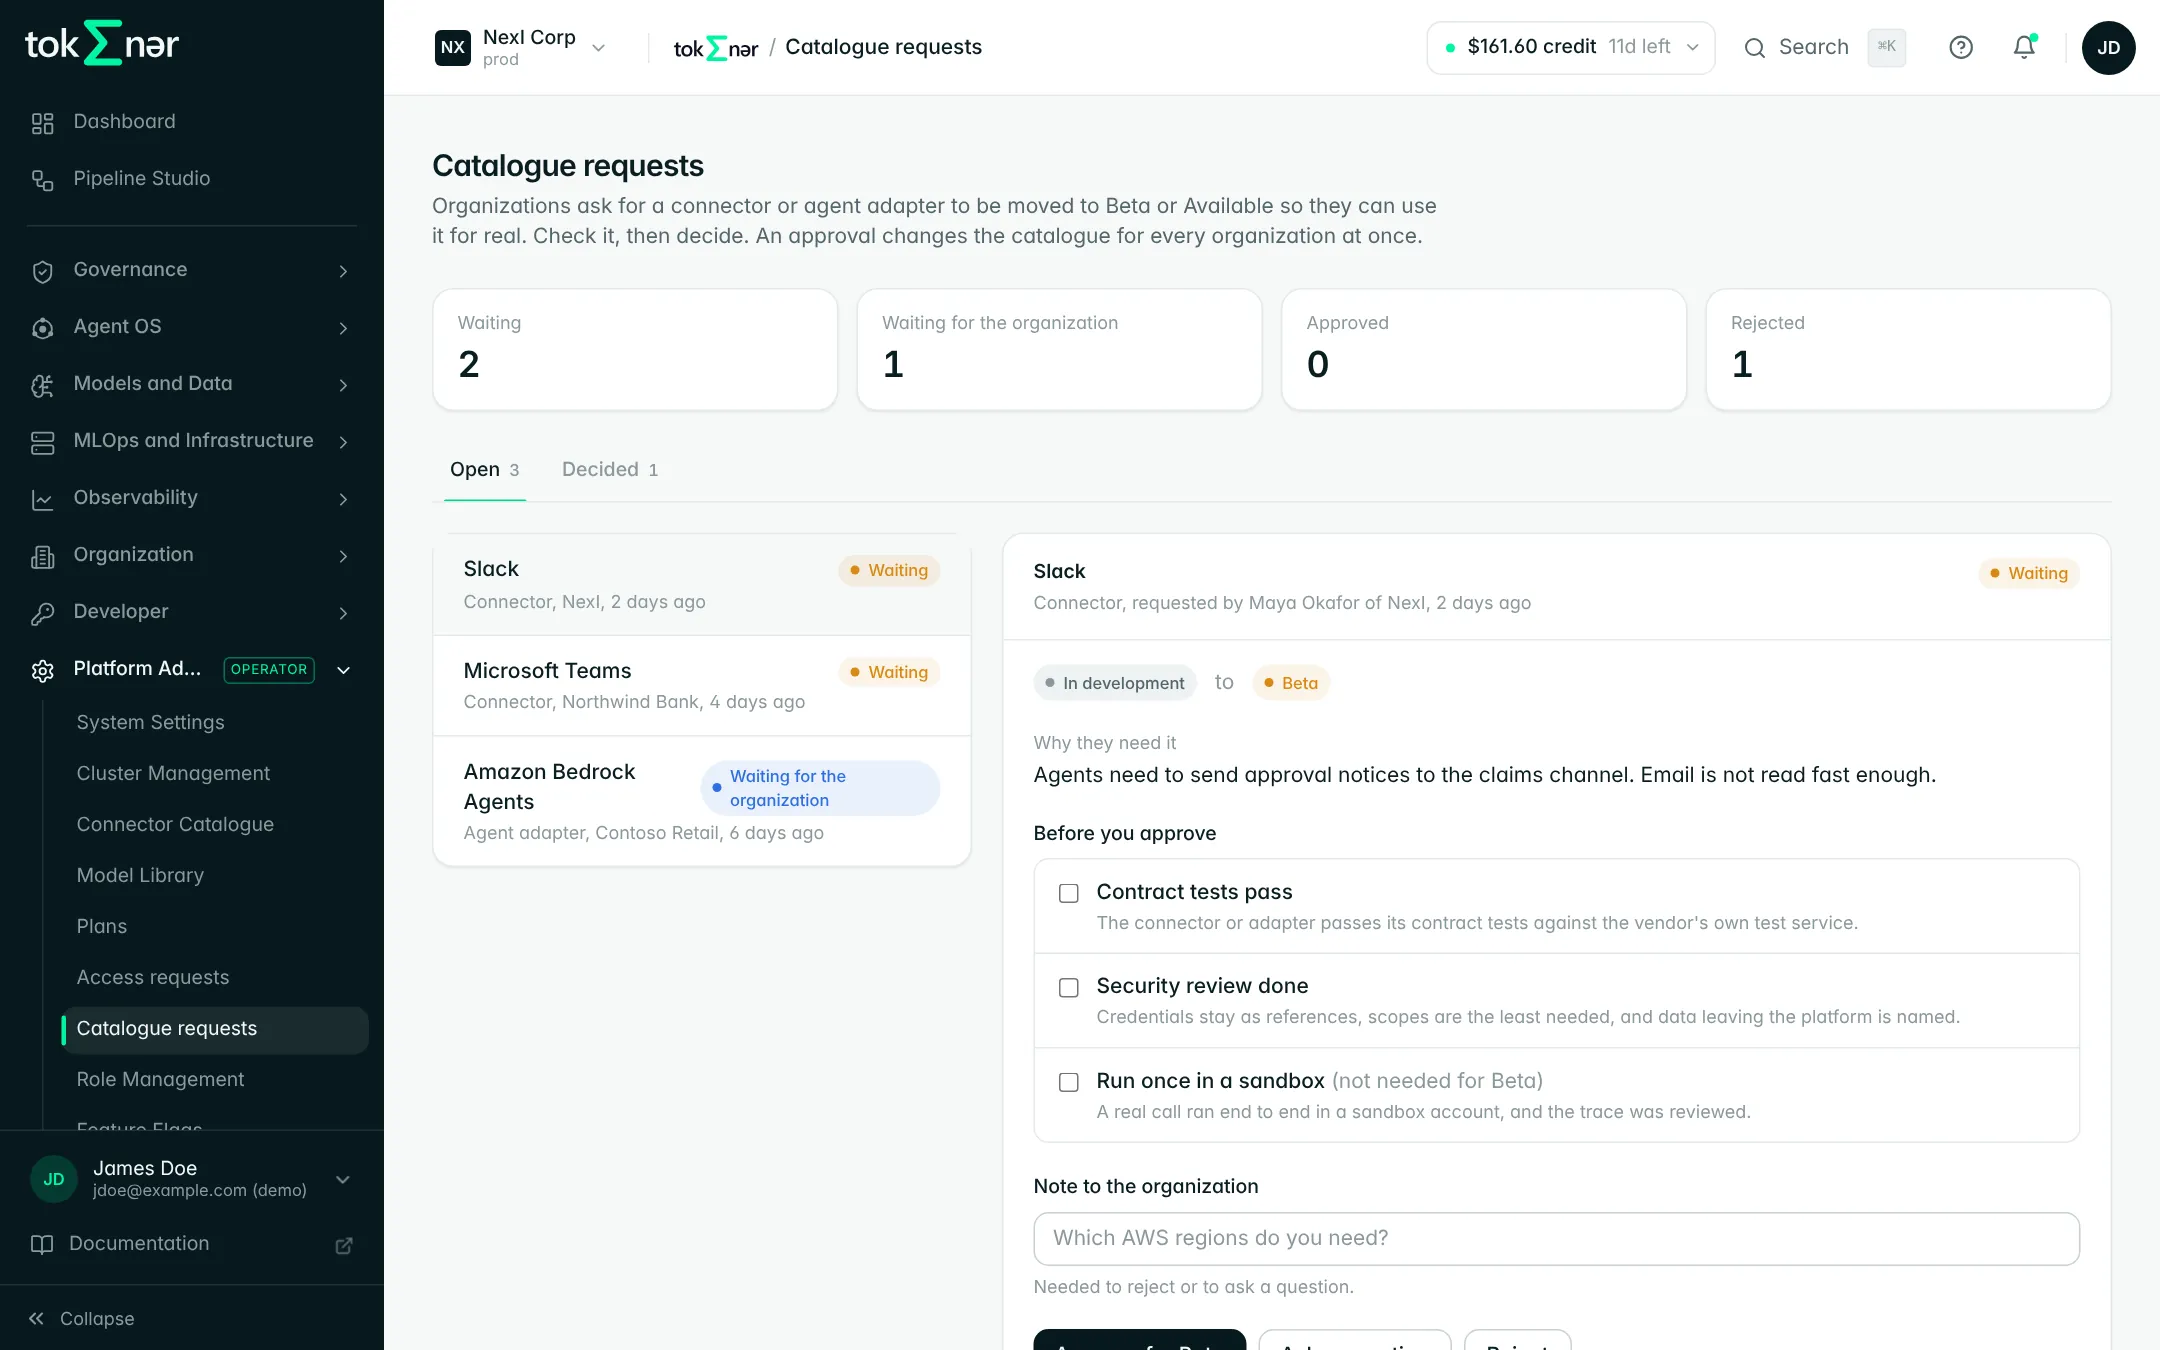 tokΣnər
Dashboard
Pipeline Studio
Governance
Agent OS
Models and Data
MLOps and Infrastructure
Observability
Organization
Developer
Platform Ad... OPERATOR
System Settings
Cluster Management
Connector Catalogue
Model Library
Plans
Access requests
Catalogue requests
Role Management
Feature Flags
JD
James Doe
jdoe@example.com (demo)
Documentation
Collapse
NX Nexl Corp
prod
tokΣnər / Catalogue requests
$161.60 credit 11d left
Search ⌘K
JD
Catalogue requests
Organizations ask for a connector or agent adapter to be moved to Beta or Available so they can use
it for real. Check it, then decide. An approval changes the catalogue for every organization at once.
Waiting
2
Waiting for the organization
1
Approved
0
Rejected
1
Open 3
Decided 1
Slack
Waiting
Connector, Nexl, 2 days ago
Microsoft Teams
Waiting
Connector, Northwind Bank, 4 days ago
Amazon Bedrock
Agents
Waiting for the
organization
Agent adapter, Contoso Retail, 6 days ago
Slack
Waiting
Connector, requested by Maya Okafor of Nexl, 2 days ago
In development to Beta
Why they need it
Agents need to send approval notices to the claims channel. Email is not read fast enough.
Before you approve
Contract tests pass
The connector or adapter passes its contract tests against the vendor's own test service.
Security review done
Credentials stay as references, scopes are the least needed, and data leaving the platform is named.
Run once in a sandbox (not needed for Beta)
A real call ran end to end in a sandbox account, and the trace was reviewed.
Note to the organization
Which AWS regions do you need?
Needed to reject or to ask a question.